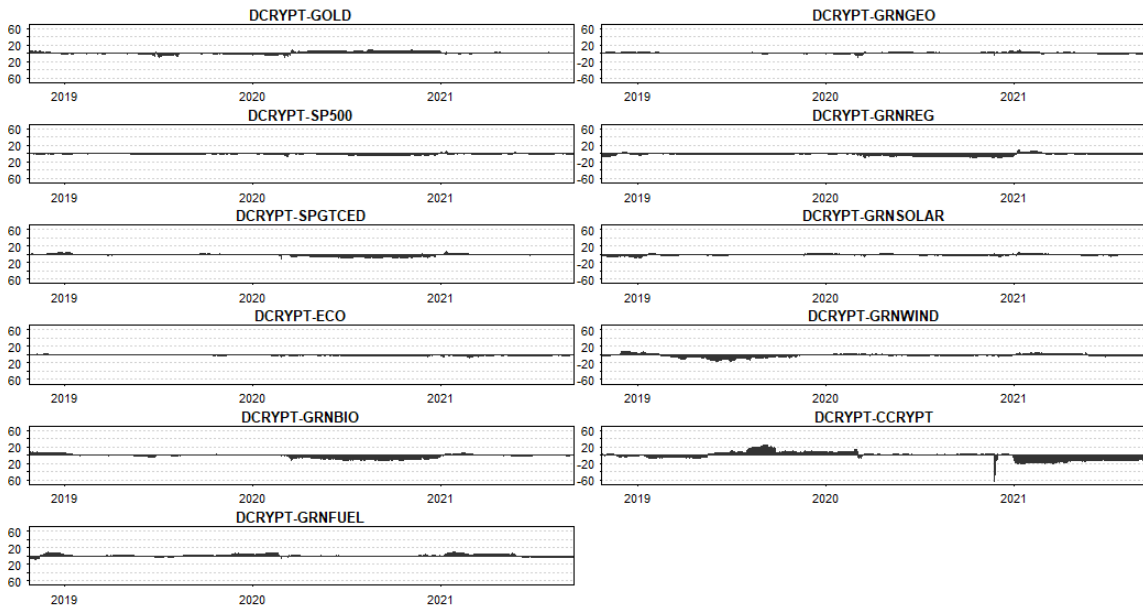 DCRYPT-GOLD
60
20
20
60
2019 2020 2021
DCRYPT-GRNGEO
60
20
-20
-60
2019 2020 2021
DCRYPT-SP500
60
20
20
60
2019 2020 2021
DCRYPT-GRNREG
60
20
-20
-60
2019 2020 2021
DCRYPT-SPGTCED
60
20
20
60
2019 2020 2021
DCRYPT-GRNSOLAR
60
20
-20
-60
2019 2020 2021
DCRYPT-ECO
60
20
20
60
2019 2020 2021
DCRYPT-GRNWIND
60
20
-20
-60
2019 2020 2021
DCRYPT-GRNBIO
60
20
20
60
2019 2020 2021
DCRYPT-CCRYPT
60
20
-20
-60
2019 2020 2021
DCRYPT-GRNFUEL
60
20
20
60
2019 2020 2021